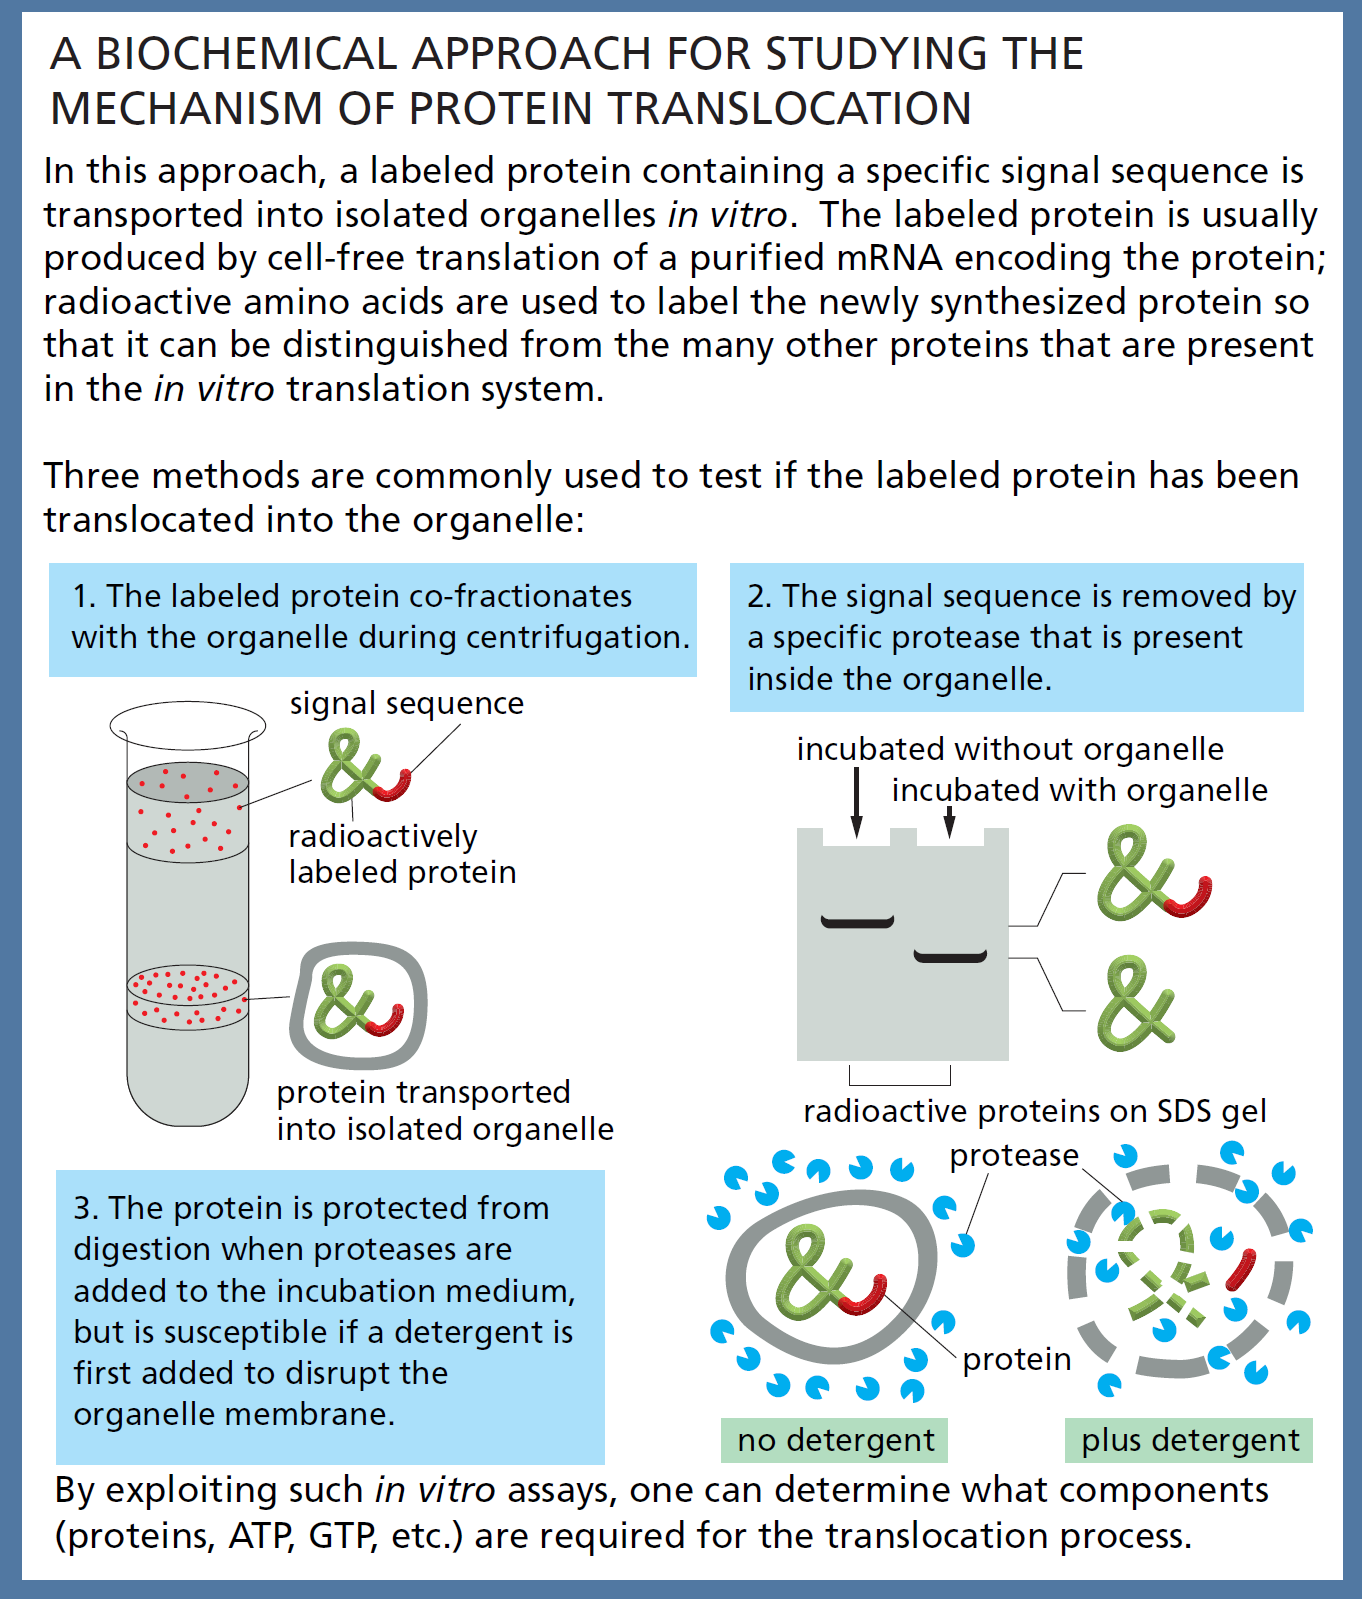 A BIOCHEMICAL APPROACH FOR STUDYING THE
MECHANISM OF PROTEIN TRANSLOCATION
In this approach, a labeled protein containing a specific signal sequence is
transported into isolated organelles in vitro.  The labeled protein is usually
produced by cell-free translation of a purified mRNA encoding the protein;
radioactive amino acids are used to label the newly synthesized protein so
that it can be distinguished from the many other proteins that are present
in the in vitro translation system.
Three methods are commonly used to test if the labeled protein has been
translocated into the organelle:
1. The labeled protein co-fractionates
with the organelle during centrifugation.
signal sequence
radioactively
labeled protein
protein transported
into isolated organelle
2. The signal sequence is removed by
a specific protease that is present
inside the organelle.
incubated without organelle
incubated with organelle
radioactive proteins on SDS gel
3. The protein is protected from
digestion when proteases are
added to the incubation medium,
but is susceptible if a detergent is
first added to disrupt the
organelle membrane.
protease
protein
no detergent
plus detergent
By exploiting such in vitro assays, one can determine what components
(proteins, ATP, GTP, etc.) are required for the translocation process.